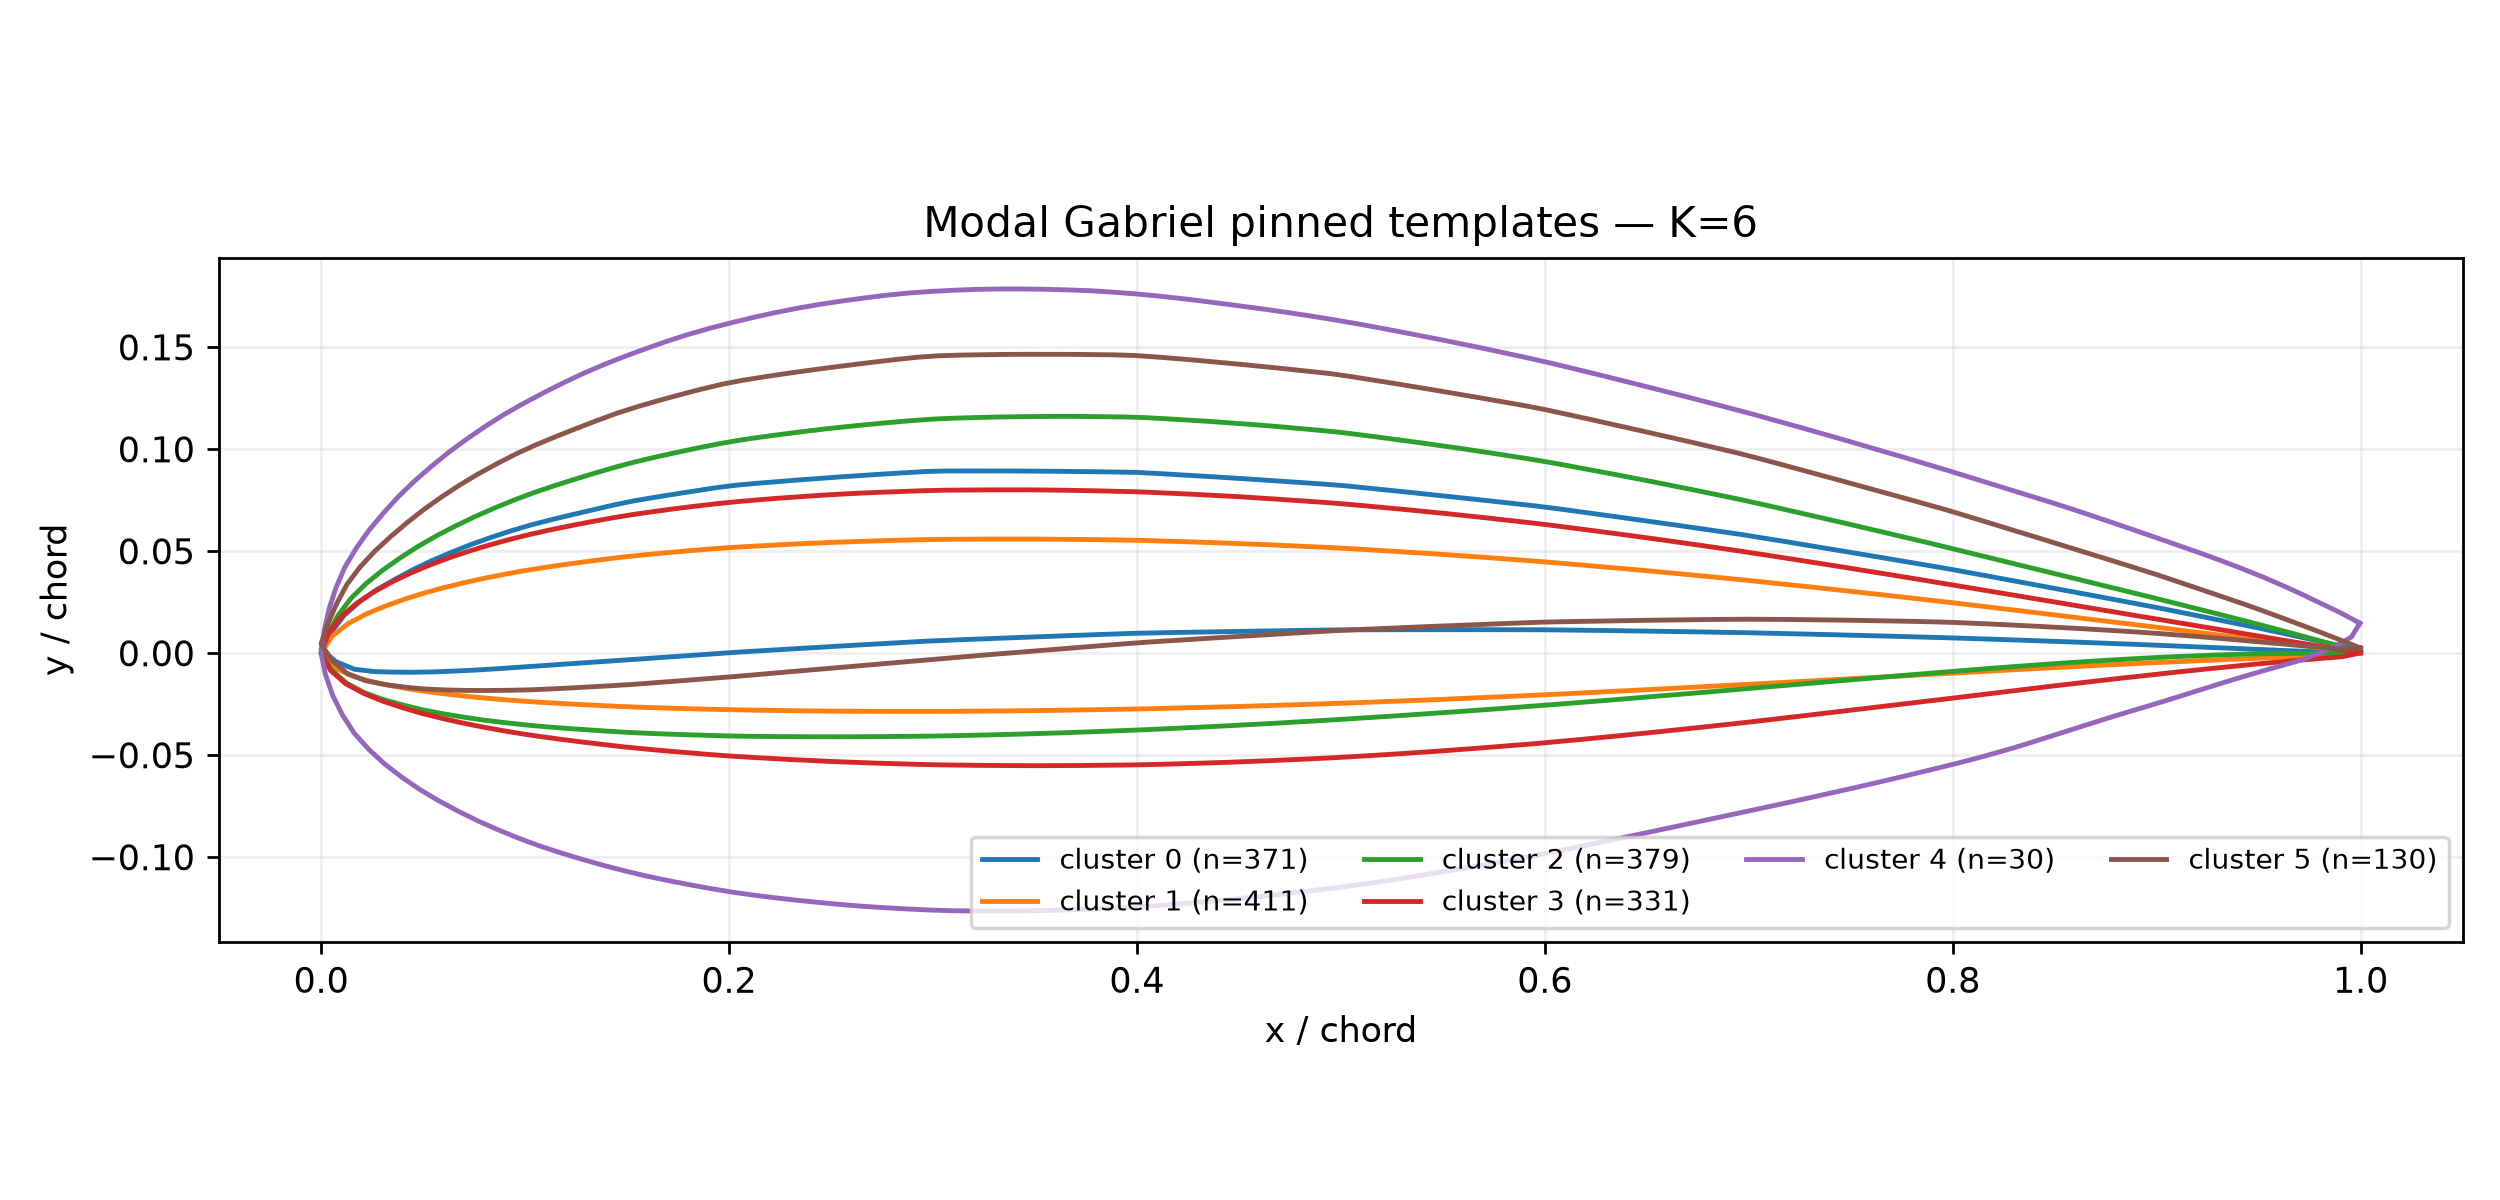 Modal Gabriel pinned templates — K=6
y / chord
0.15
0.10
0.05
0.00
−0.05
−0.10
cluster 0 (n=371)
cluster 1 (n=411)
cluster 2 (n=379)
cluster 3 (n=331)
cluster 4 (n=30)
cluster 5 (n=130)
0.0 0.2 0.4 0.6 0.8 1.0
x / chord